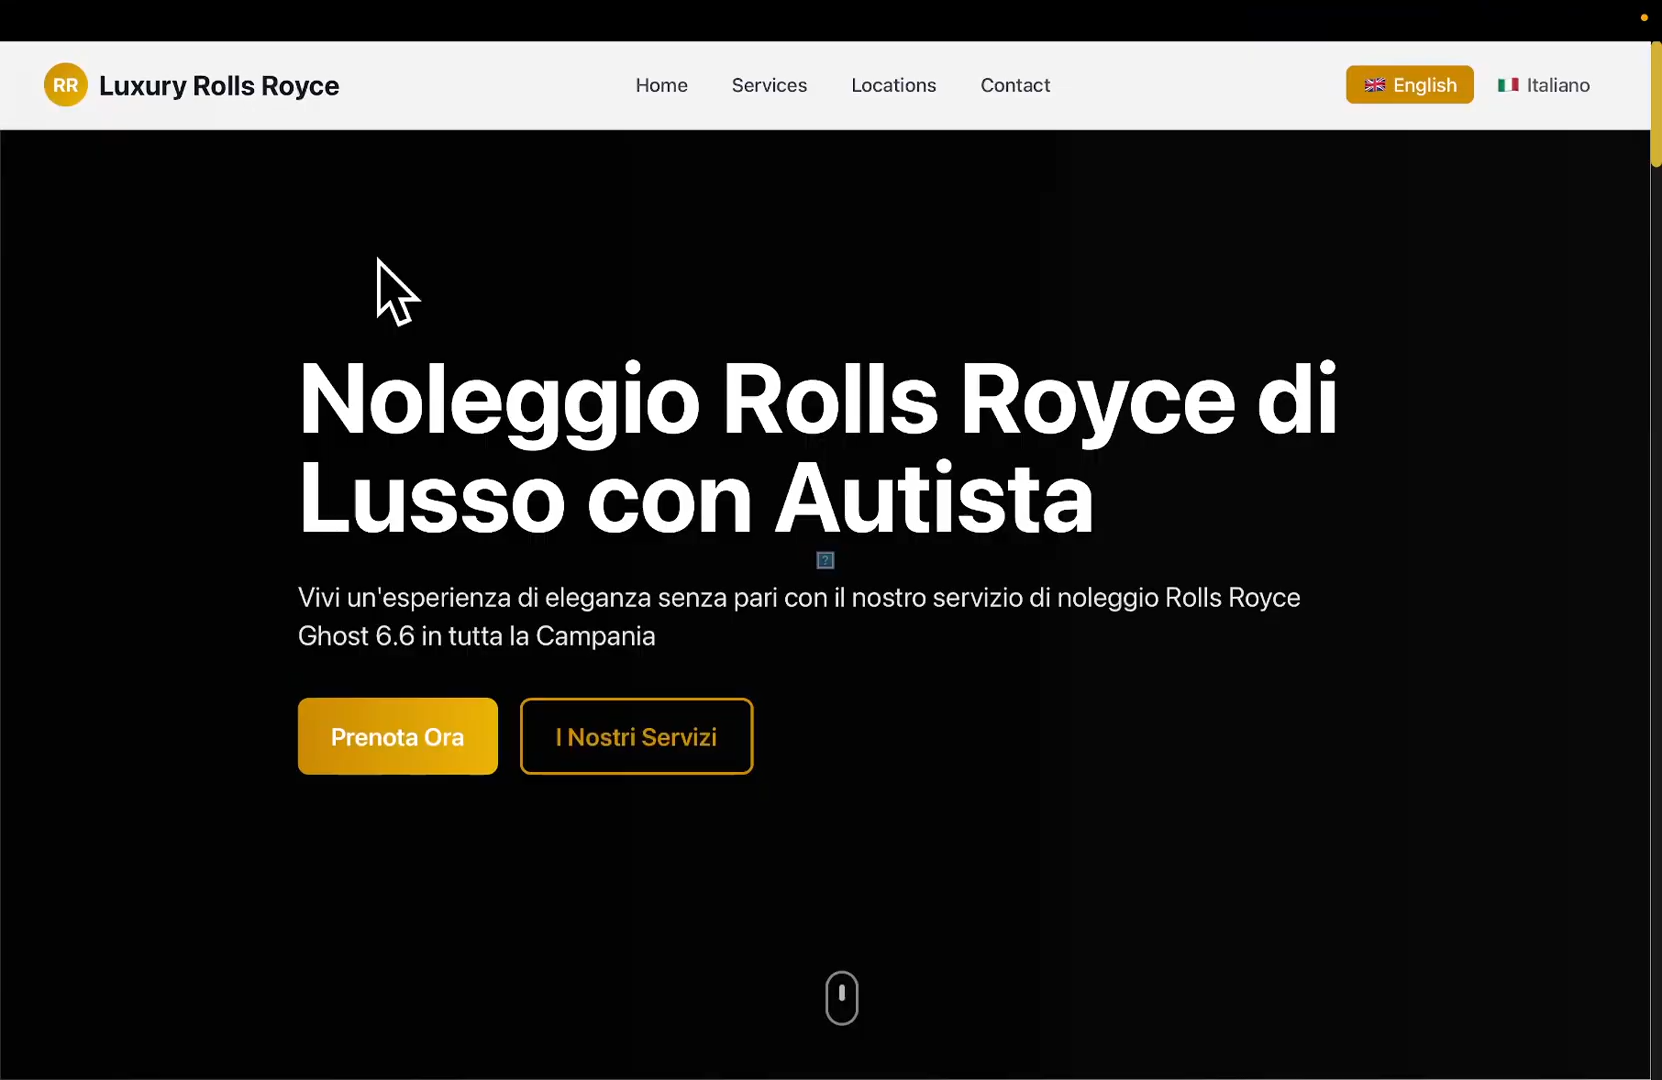 RR Luxury Rolls Royce
Home Services Locations Contact
🇬🇧 English 🇮🇹 Italiano
Noleggio Rolls Royce di
Lusso con Autista
?
Vivi un'esperienza di eleganza senza pari con il nostro servizio di noleggio Rolls Royce
Ghost 6.6 in tutta la Campania
Prenota Ora
I Nostri Servizi